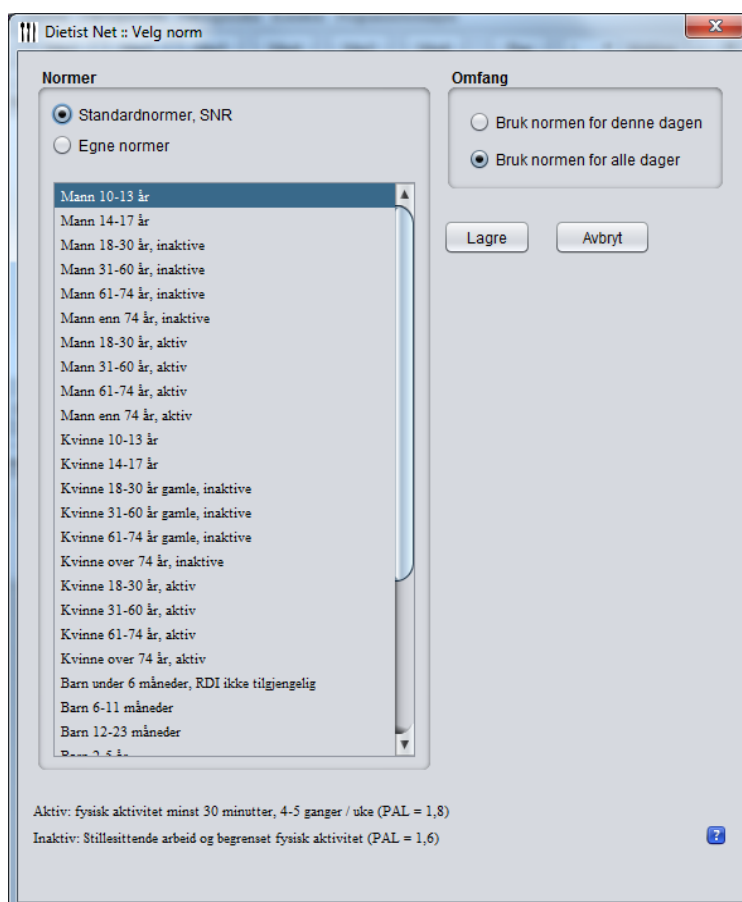 Dietist Net :: Velg norm
Normer
Standardnormer, SNR
Egne normer
Mann 10-13 år
Mann 14-17 år
Mann 18-30 år, inaktive
Mann 31-60 år, inaktive
Mann 61-74 år, inaktive
Mann enn 74 år, inaktive
Mann 18-30 år, aktiv
Mann 31-60 år, aktiv
Mann 61-74 år, aktiv
Mann enn 74 år, aktiv
Kvinne 10-13 år
Kvinne 14-17 år
Kvinne 18-30 år gamle, inaktive
Kvinne 31-60 år gamle, inaktive
Kvinne 61-74 år gamle, inaktive
Kvinne over 74 år, inaktive
Kvinne 18-30 år, aktiv
Kvinne 31-60 år, aktiv
Kvinne 61-74 år, aktiv
Kvinne over 74 år, aktiv
Barn under 6 måneder, RDI ikke tilgjengelig
Barn 6-11 måneder
Barn 12-23 måneder
Barn 2-5 år
Omfang
Bruk normen for denne dagen
Bruk normen for alle dager
Lagre
Avbryt
Aktiv: fysisk aktivitet minst 30 minutter, 4-5 ganger / uke (PAL = 1,8)
Inaktiv: Stillesittende arbeid og begrenset fysisk aktivitet (PAL = 1,6)
?